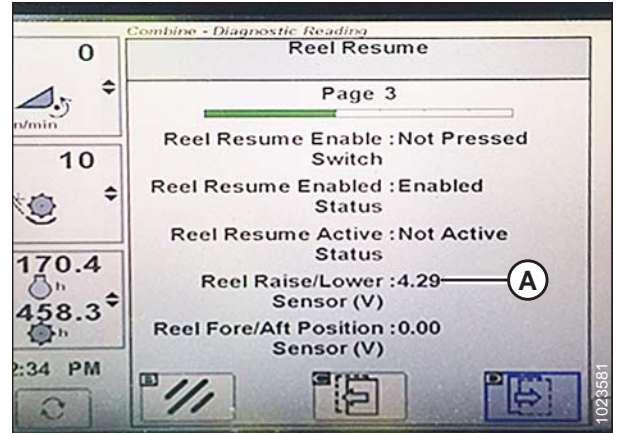 Combine - Diagnostic Reading
Reel Resume
Page 3
Reel Resume Enable :Not Pressed
Switch
Reel Resume Enabled :Enabled
Status
Reel Resume Active :Not Active
Status
Reel Raise/Lower :4.29
Sensor (V)
Reel Fore/Aft Position :0.00
Sensor (V)
A
0
n/min
10
170.4
h
458.3
h
2:34 PM
1023581